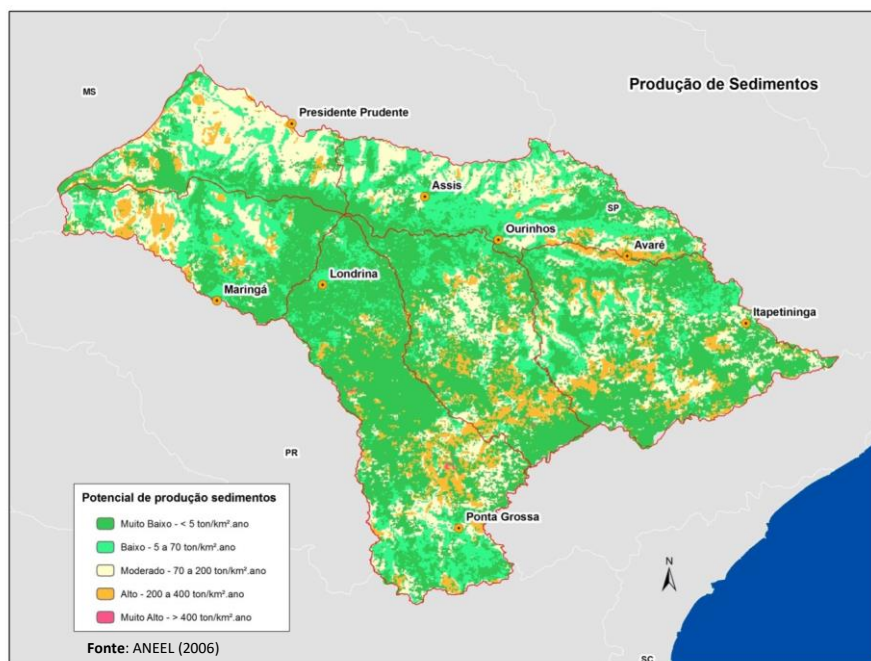 Produção de Sedimentos
MS
Presidente Prudente
Assis
SP
Ourinhos
Avaré
Londrina
Maringá
Itapetininga
PR
Ponta Grossa
Potencial de produção sedimentos
Muito Baixo - < 5 ton/km².ano
Baixo - 5 a 70 ton/km².ano
Moderado - 70 a 200 ton/km².ano
Alto - 200 a 400 ton/km².ano
Muito Alto - > 400 ton/km².ano
N
Fonte: ANEEL (2006)
SC